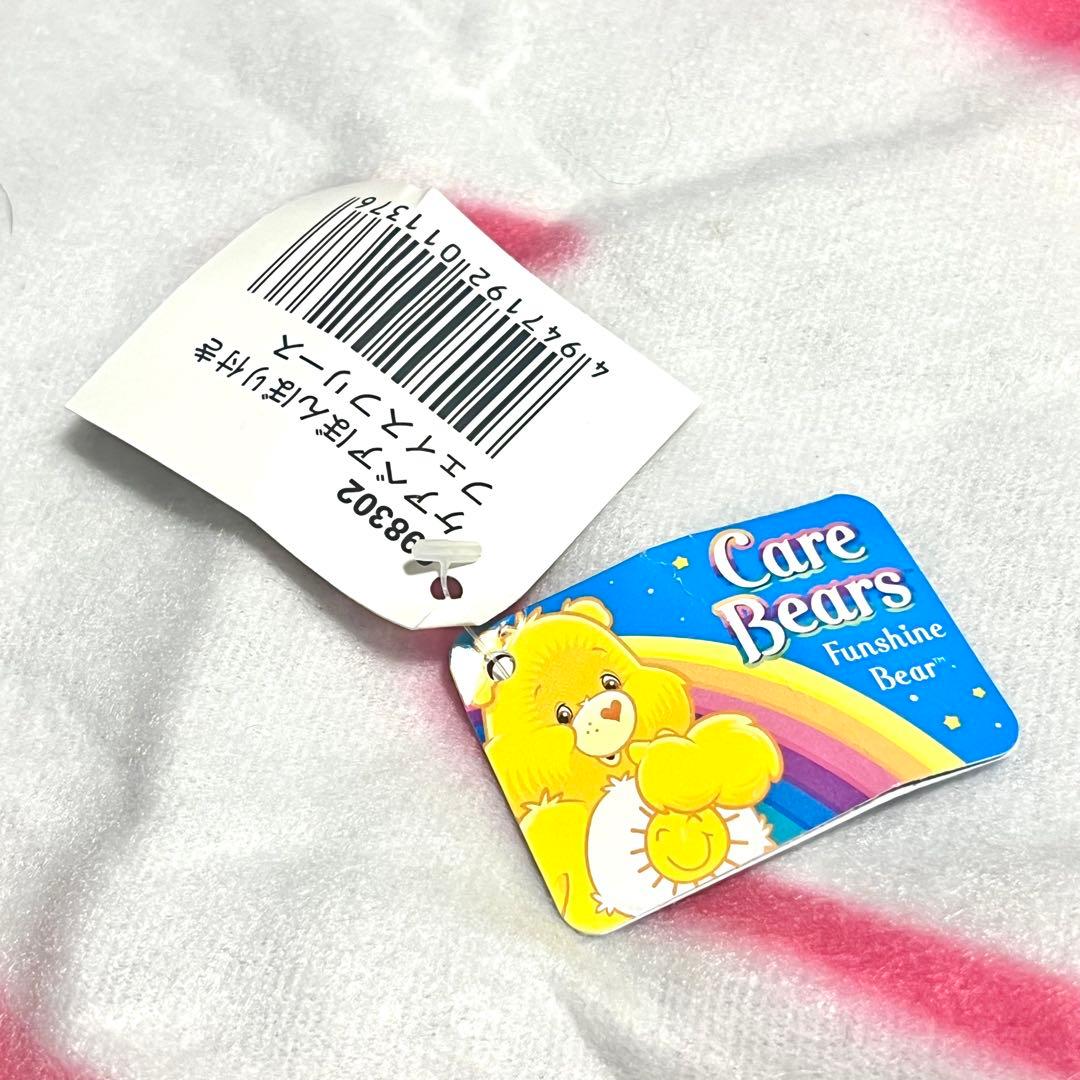 98302
ケアベアぼんぼり付き
フェイスフリース
4947192011376
Care
Bears
Funshine
Bear™